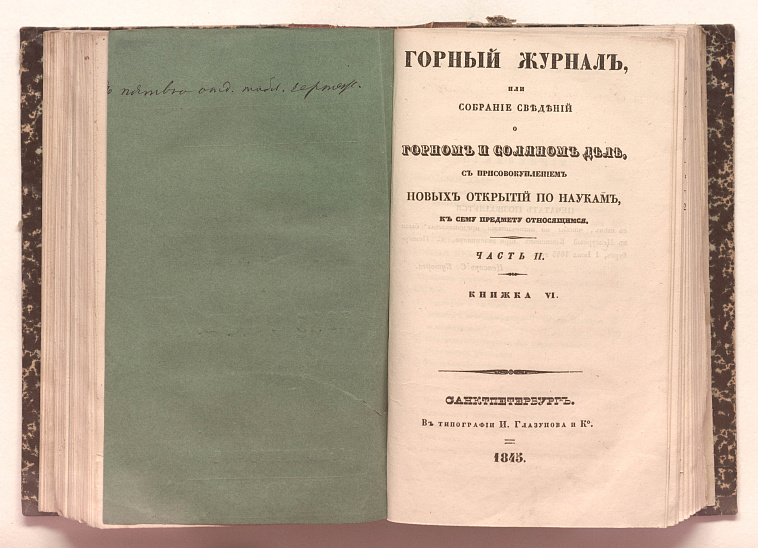 ГОРНЫЙ ЖУРНАЛЪ,
ИЛИ
СОБРАНІЕ СВѢДѢНІЙ
О
ГОРНОМЪ И СОЛЯНОМЪ ДѢЛѢ,
СЪ ПРИСОВОКУПЛЕНІЕМЪ
НОВЫХЪ ОТКРЫТІЙ ПО НАУКАМЪ,
КЪ СЕМУ ПРЕДМЕТУ ОТНОСЯЩИМСЯ.
ЧАСТЬ II.
КНИЖКА VI.
САНКТПЕТЕРБУРГЪ.
Въ типографіи И. Глазунова и Ко.
1845.